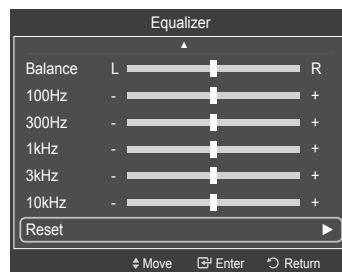 Equalizer
▲
Balance L R
100Hz - +
300Hz - +
1kHz - +
3kHz - +
10kHz - +
Reset ►
Move Enter Return